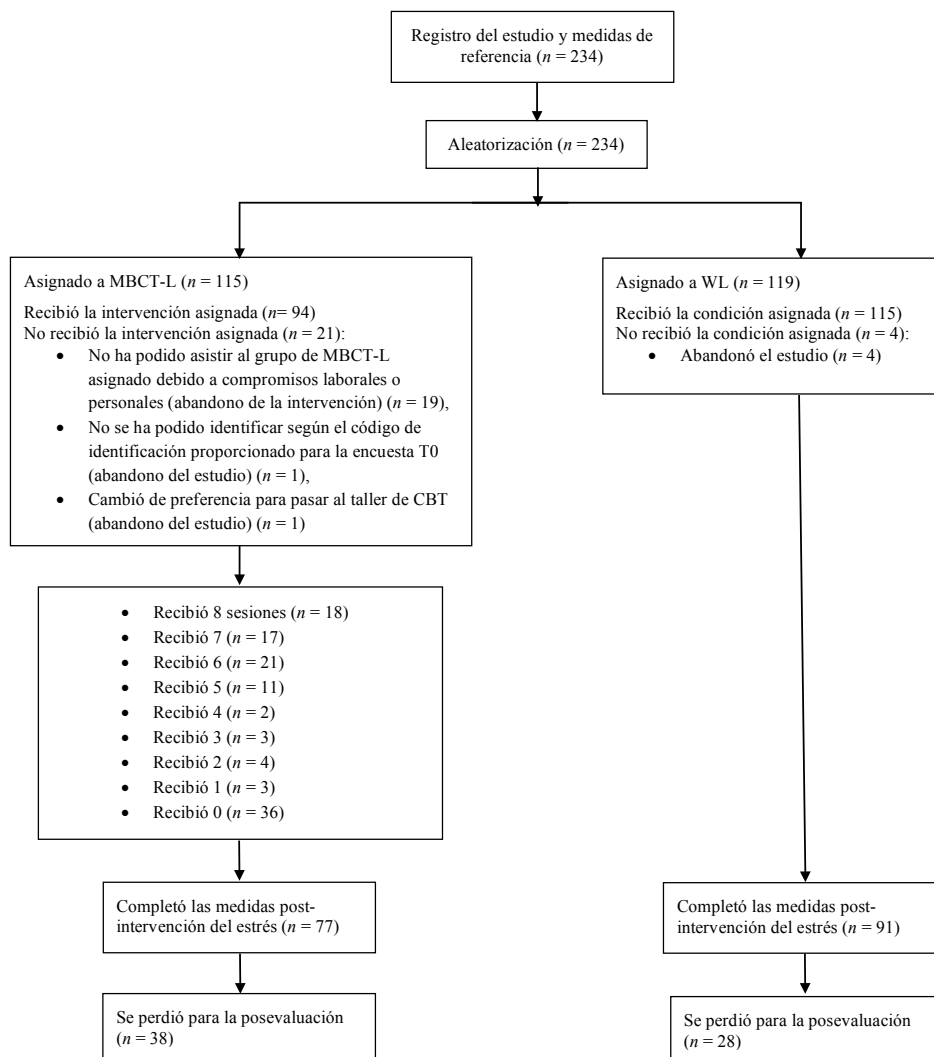 Registro del estudio y medidas de
referencia (n = 234)
Aleatorización (n = 234)
Asignado a MBCT-L (n = 115)
Recibió la intervención asignada (n= 94)
No recibió la intervención asignada (n = 21):
• No ha podido asistir al grupo de MBCT-L
asignado debido a compromisos laborales o
personales (abandono de la intervención) (n = 19),
• No se ha podido identificar según el código de
identificación proporcionado para la encuesta T0
(abandono del estudio) (n = 1),
• Cambió de preferencia para pasar al taller de CBT
(abandono del estudio) (n = 1)
Asignado a WL (n = 119)
Recibió la condición asignada (n = 115)
No recibió la condición asignada (n = 4):
• Abandonó el estudio (n = 4)
• Recibió 8 sesiones (n = 18)
• Recibió 7 (n = 17)
• Recibió 6 (n = 21)
• Recibió 5 (n = 11)
• Recibió 4 (n = 2)
• Recibió 3 (n = 3)
• Recibió 2 (n = 4)
• Recibió 1 (n = 3)
• Recibió 0 (n = 36)
Completó las medidas post-
intervención del estrés (n = 77)
Completó las medidas post-
intervención del estrés (n = 91)
Se perdió para la posevaluación
(n = 38)
Se perdió para la posevaluación
(n = 28)